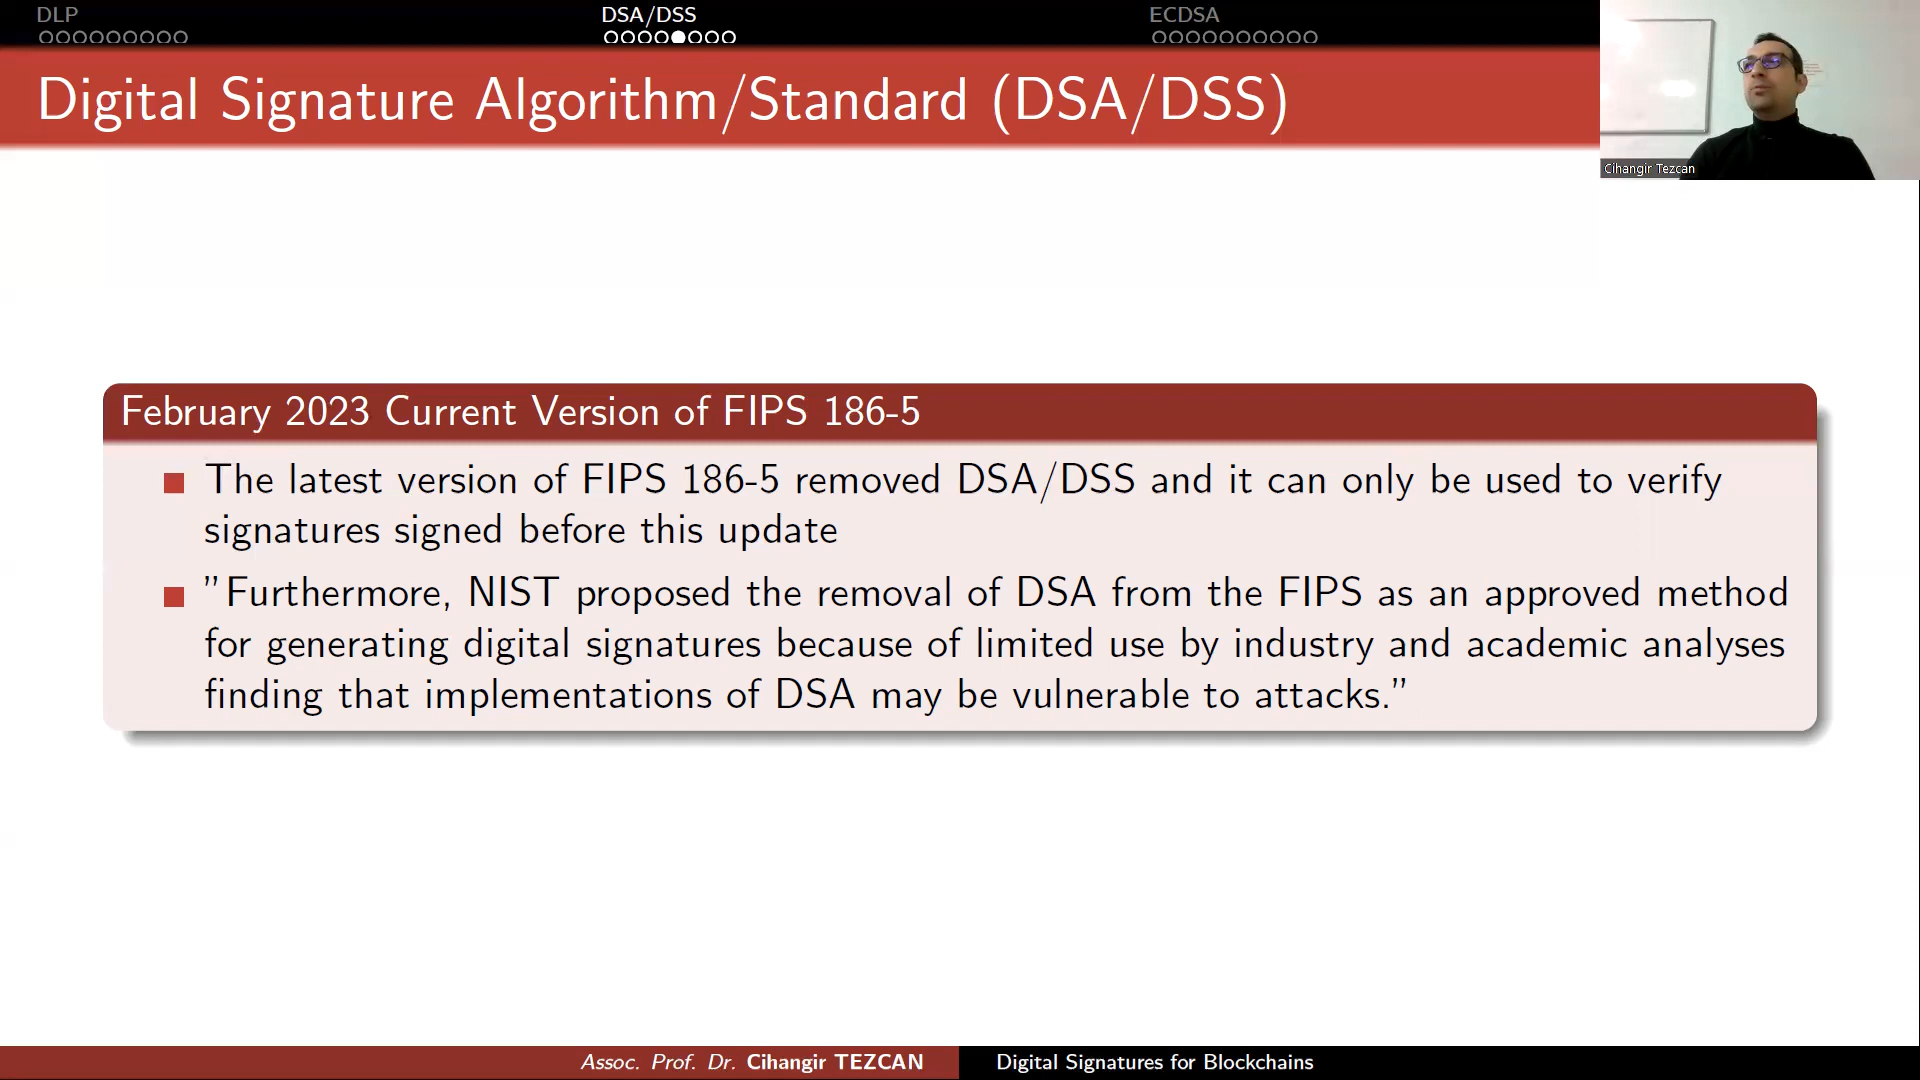 DLP
DSA/DSS
ECDSA
Digital Signature Algorithm/Standard (DSA/DSS)
Cihangir Tezcan
February 2023 Current Version of FIPS 186-5
The latest version of FIPS 186-5 removed DSA/DSS and it can only be used to verify
signatures signed before this update
”Furthermore, NIST proposed the removal of DSA from the FIPS as an approved method
for generating digital signatures because of limited use by industry and academic analyses
finding that implementations of DSA may be vulnerable to attacks.”
Assoc. Prof. Dr. Cihangir TEZCAN
Digital Signatures for Blockchains